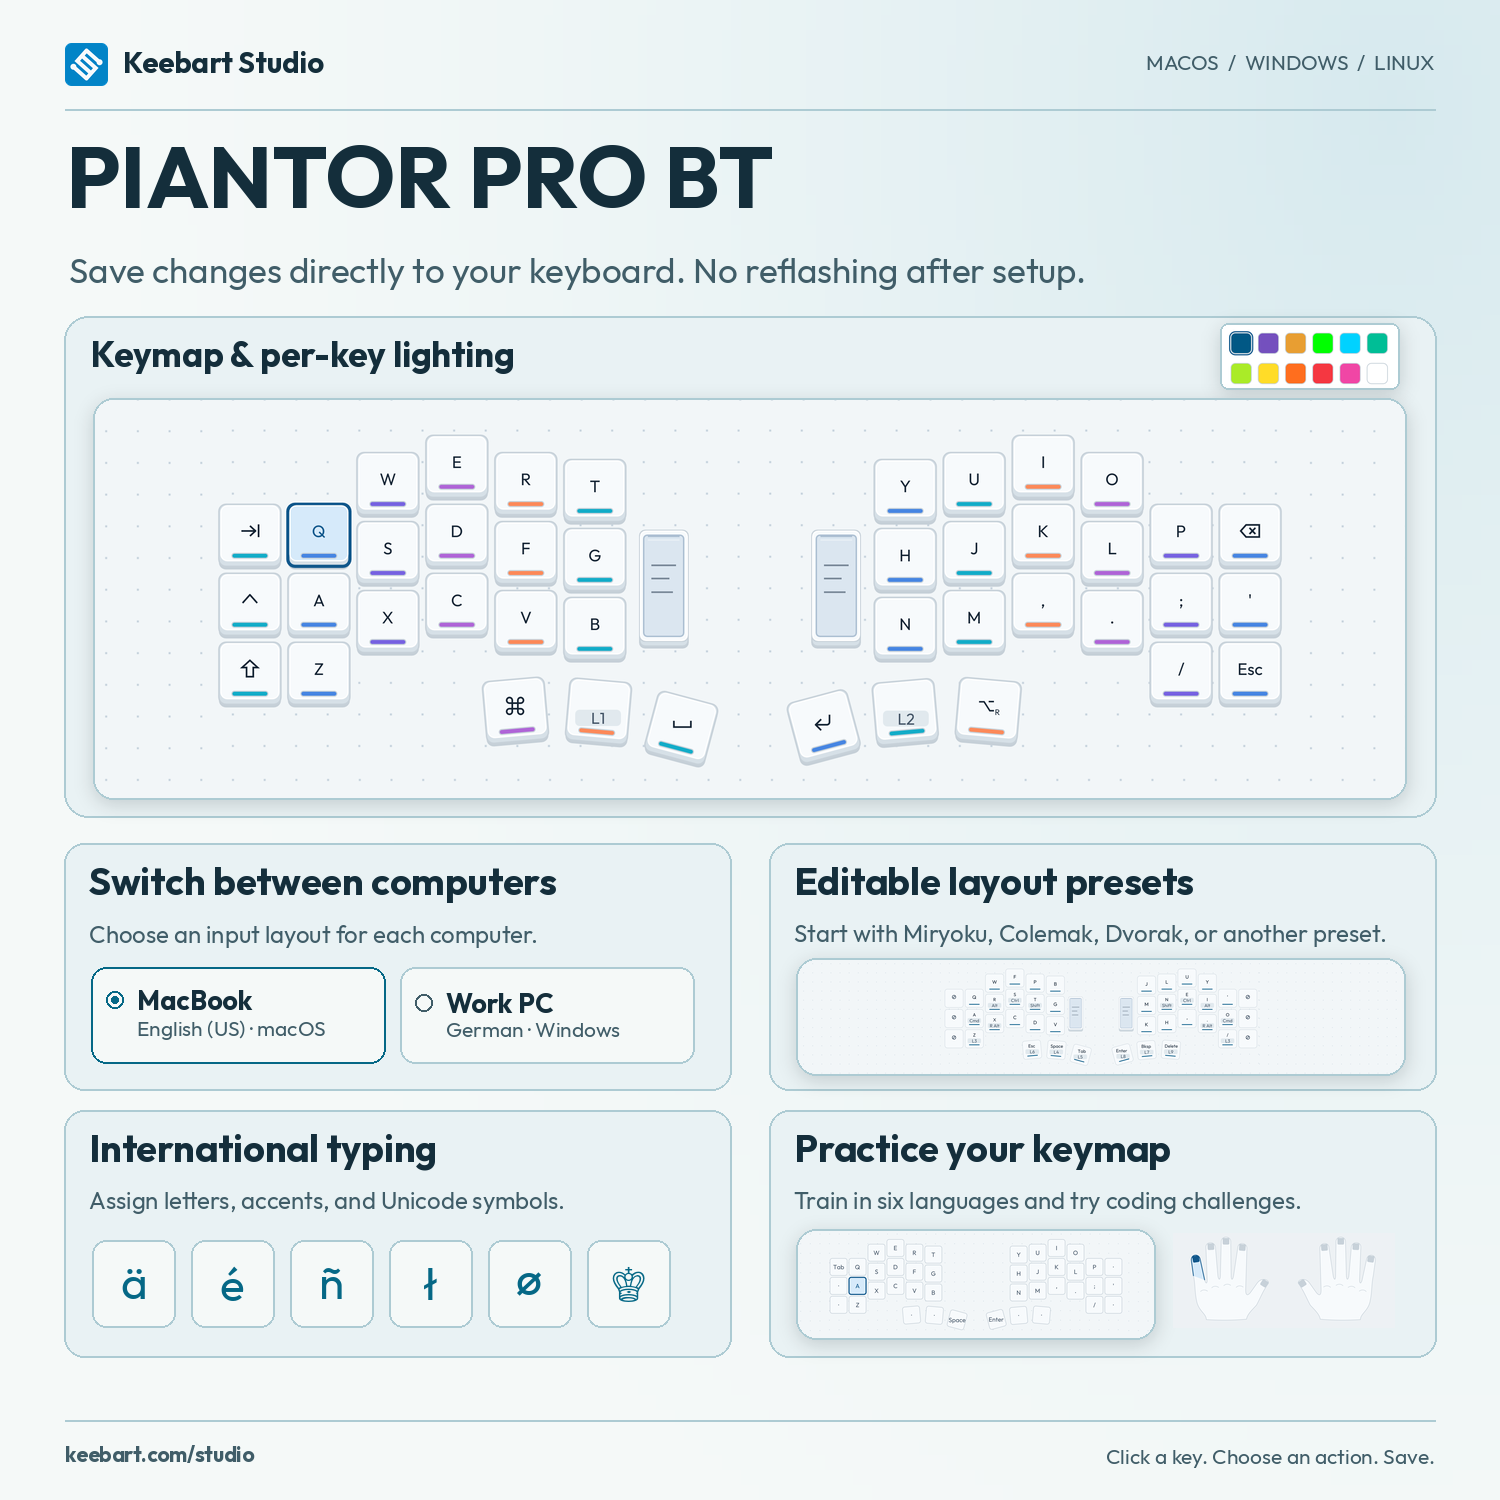 Keebart Studio
MACOS / WINDOWS / LINUX
PIANTOR PRO BT
Save changes directly to your keyboard. No reflashing after setup.
Keymap & per-key lighting
E I
W R T Y U O
⇥ Q D K P ⌫
S F G H J L
^ A C , ; '
X V B N M .
⇧ Z / Esc
⌘ L1 ⎵ ↵ L2 ⌥R
Switch between computers
Choose an input layout for each computer.
MacBook
English (US) · macOS
Work PC
German · Windows
Editable layout presets
Start with Miryoku, Colemak, Dvorak, or another preset.
International typing
Assign letters, accents, and Unicode symbols.
ä é ñ ł ø ♔
Practice your keymap
Train in six languages and try coding challenges.
E I
W R T Y U O
Tab Q D K P
S F G H J L
A C , ; '
X V B N M .
Z /
Space Enter
keebart.com/studio
Click a key. Choose an action. Save.